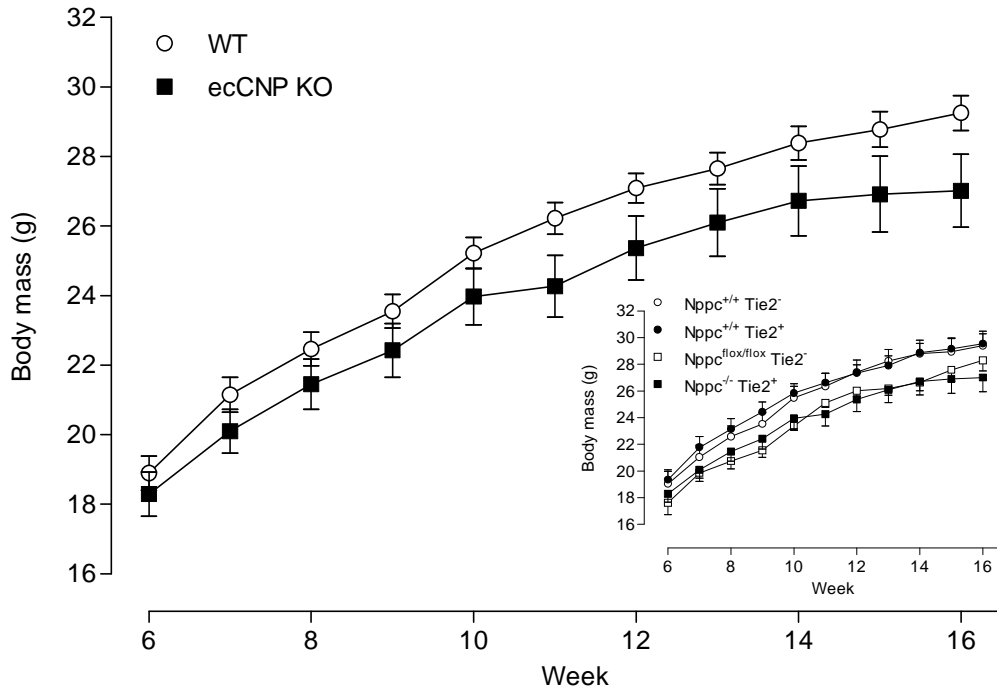 32
30
28
26
24
22
20
18
16
Body mass (g)
WT
ecCNP KO
6 8 10 12 14 16
Week
Nppc+/+ Tie2-
Nppc+/+ Tie2+
Nppcflox/flox Tie2-
Nppc-/- Tie2+
32
30
28
26
24
22
20
18
16
Body mass (g)
6 8 10 12 14 16
Week